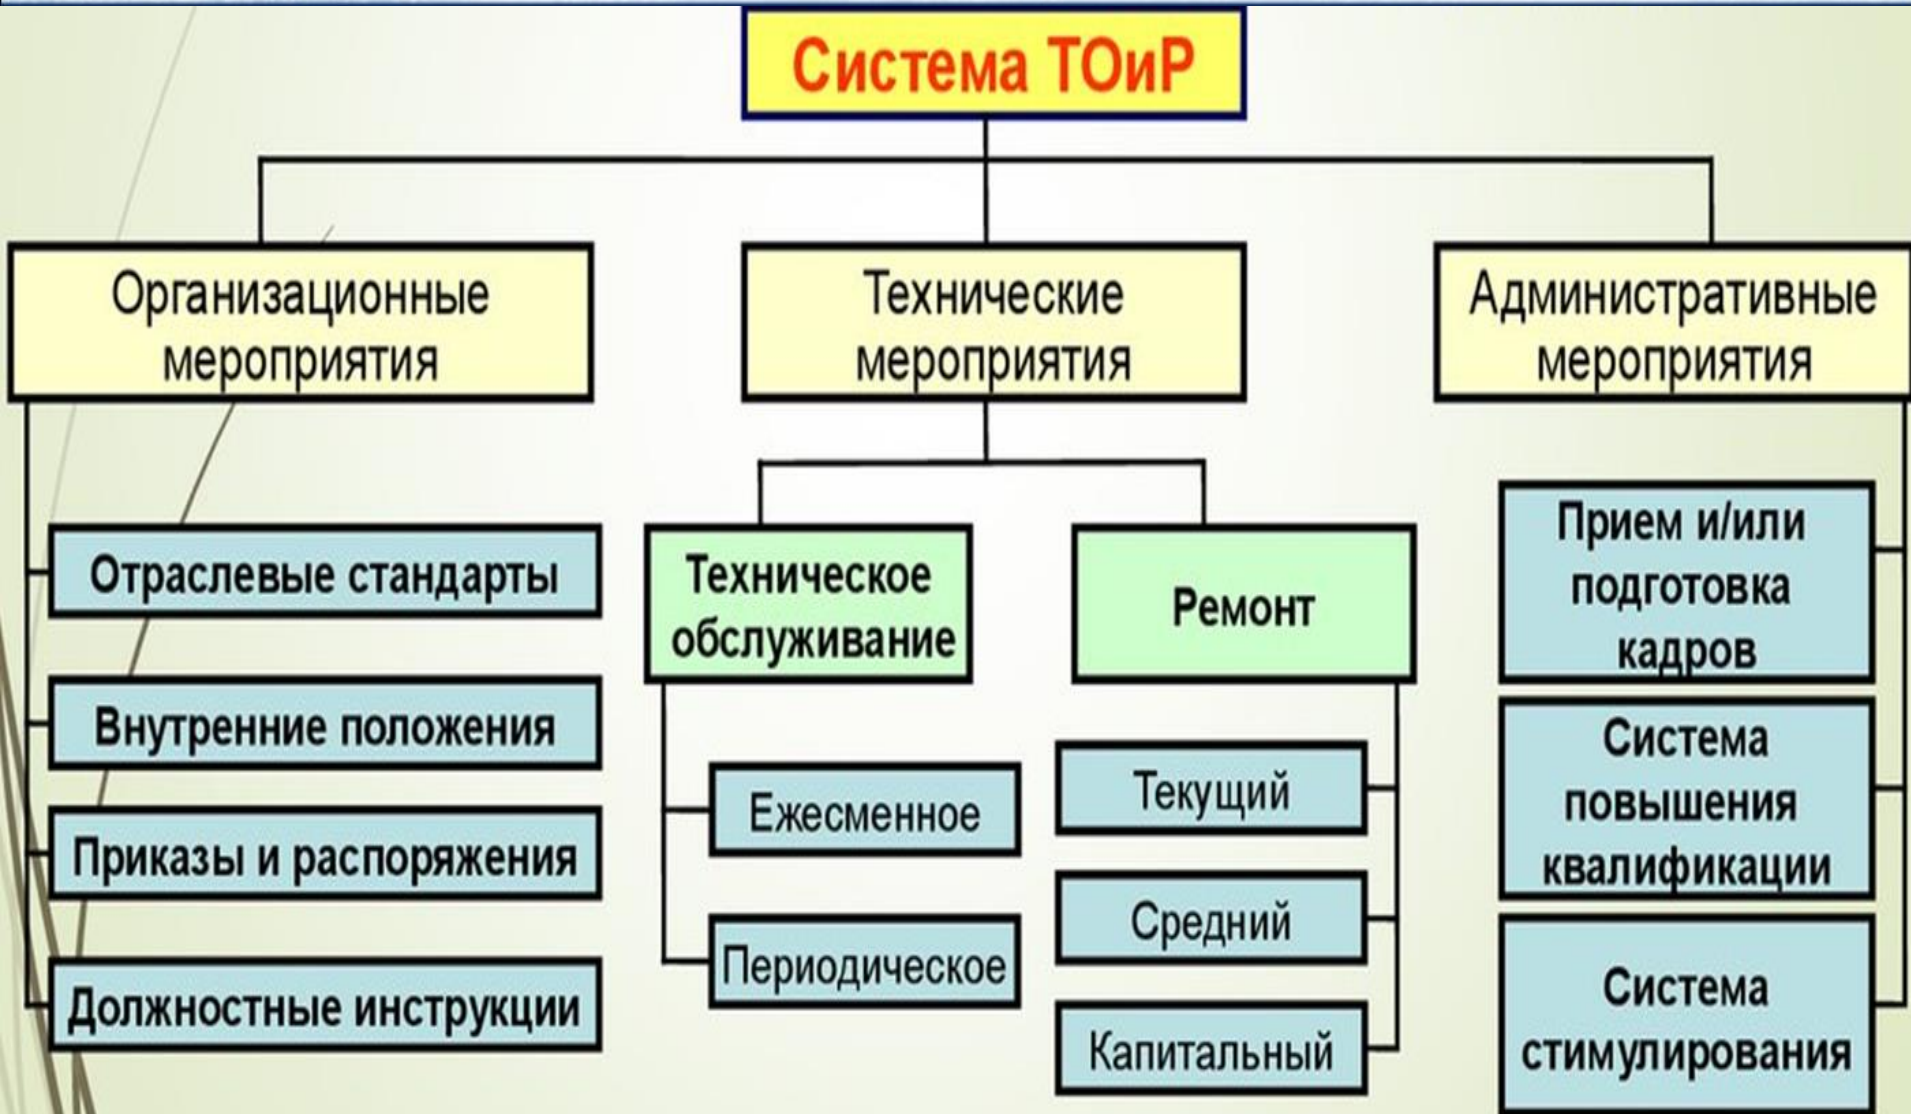 Система ТОиР
Организационные
мероприятия
Технические
мероприятия
Административные
мероприятия
Отраслевые стандарты
Внутренние положения
Приказы и распоряжения
Должностные инструкции
Техническое
обслуживание
Ежесменное
Периодическое
Ремонт
Текущий
Средний
Капитальный
Прием и/или
подготовка
кадров
Система
повышения
квалификации
Система
стимулирования